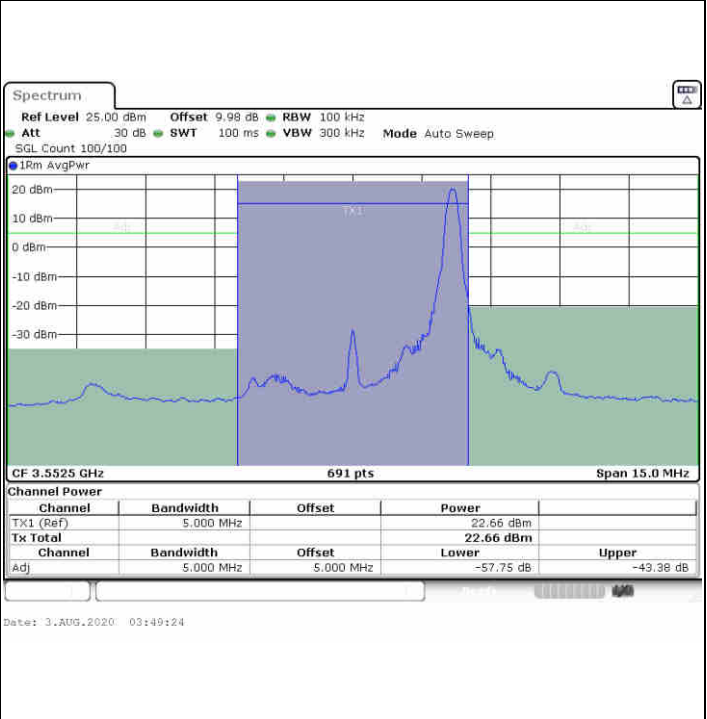 Spectrum
Ref Level 25.00 dBm Offset 9.98 dB RBW 100 kHz
Att 30 dB SWT 100 ms VBW 300 kHz Mode Auto Sweep
SGL Count 100/100
1Rm AvgPwr
20 dBm
TX1
10 dBm
Adj Adj
0 dBm
-10 dBm
-20 dBm
-30 dBm
CF 3.5525 GHz 691 pts Span 15.0 MHz
Channel Power
Channel Bandwidth Offset Power
TX1 (Ref) 5.000 MHz 22.66 dBm
Tx Total 22.66 dBm
Channel Bandwidth Offset Lower Upper
Adj 5.000 MHz 5.000 MHz -57.75 dB -43.38 dB
Date: 3.AUG.2020 03:49:24